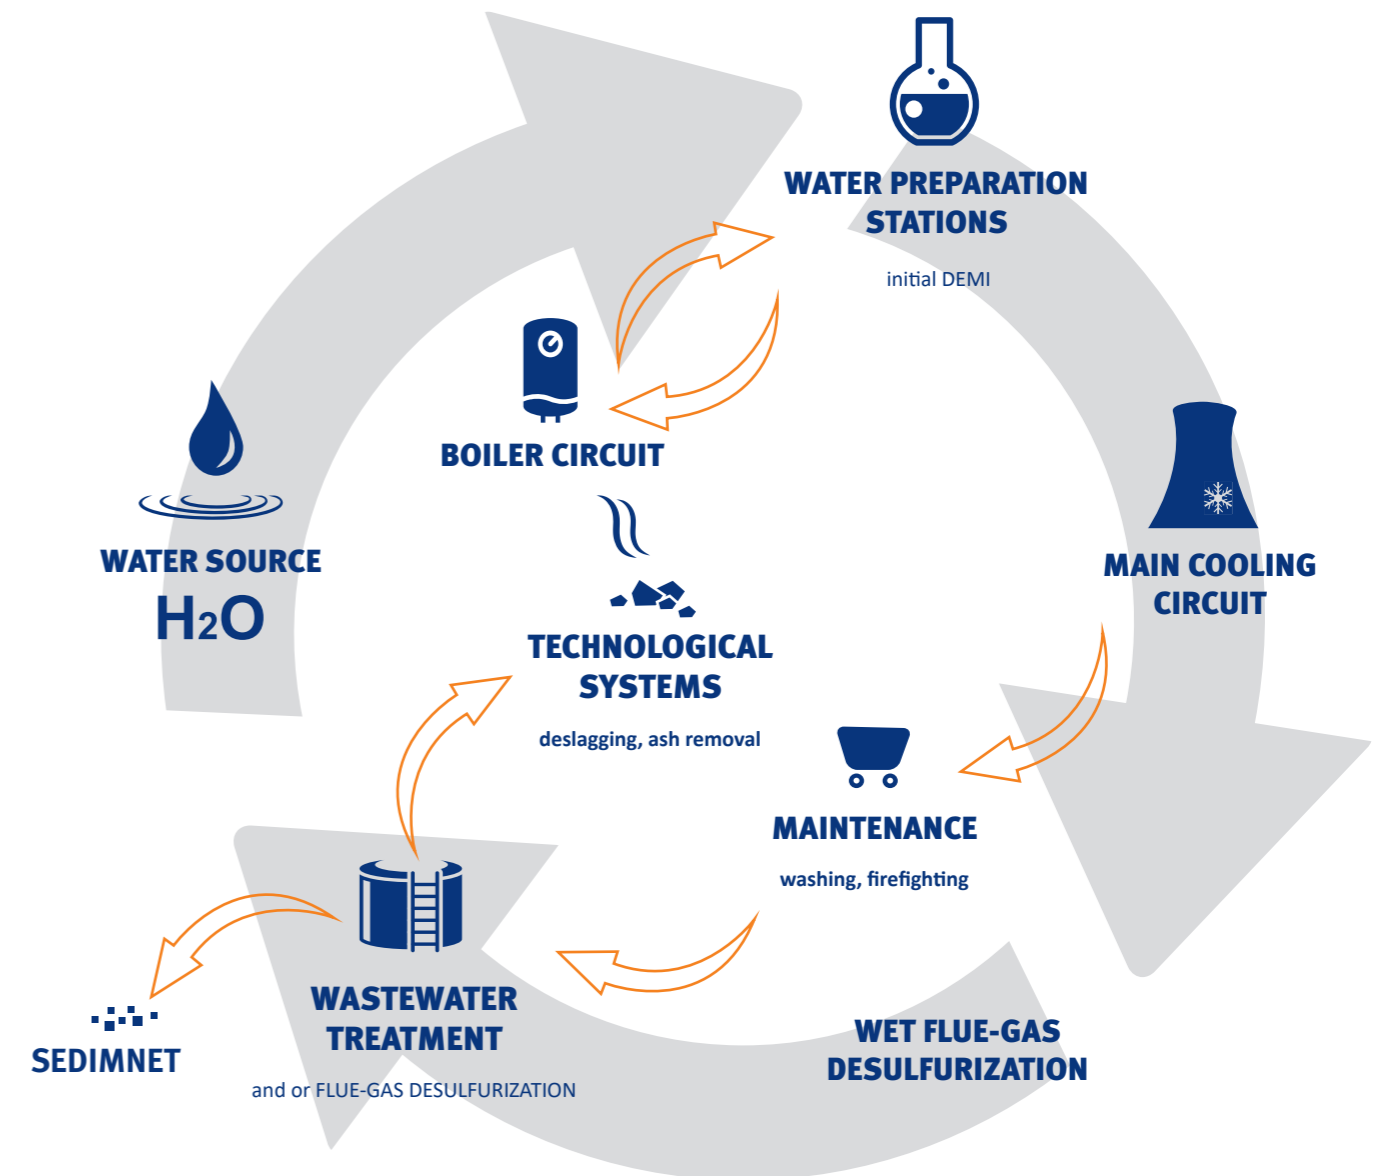 WATER PREPARATION
STATIONS
initial DEMI
BOILER CIRCUIT
WATER SOURCE
H2O
MAIN COOLING
CIRCUIT
TECHNOLOGICAL
SYSTEMS
deslagging, ash removal
MAINTENANCE
washing, firefighting
WASTEWATER
TREATMENT
and or FLUE-GAS DESULFURIZATION
SEDIMNET
WET FLUE-GAS
DESULFURIZATION